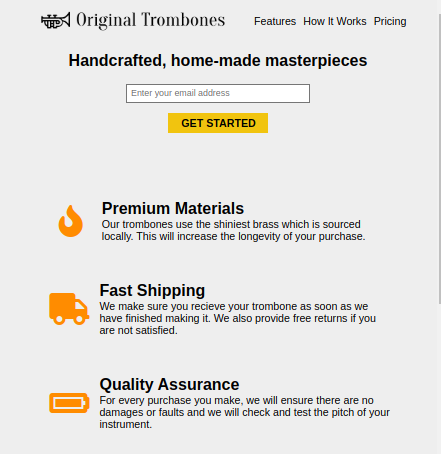 Original Trombones
Features How It Works Pricing
Handcrafted, home-made masterpieces
Enter your email address
GET STARTED
Premium Materials
Our trombones use the shiniest brass which is sourced
locally. This will increase the longevity of your purchase.
Fast Shipping
We make sure you recieve your trombone as soon as we
have finished making it. We also provide free returns if you
are not satisfied.
Quality Assurance
For every purchase you make, we will ensure there are no
damages or faults and we will check and test the pitch of your
instrument.